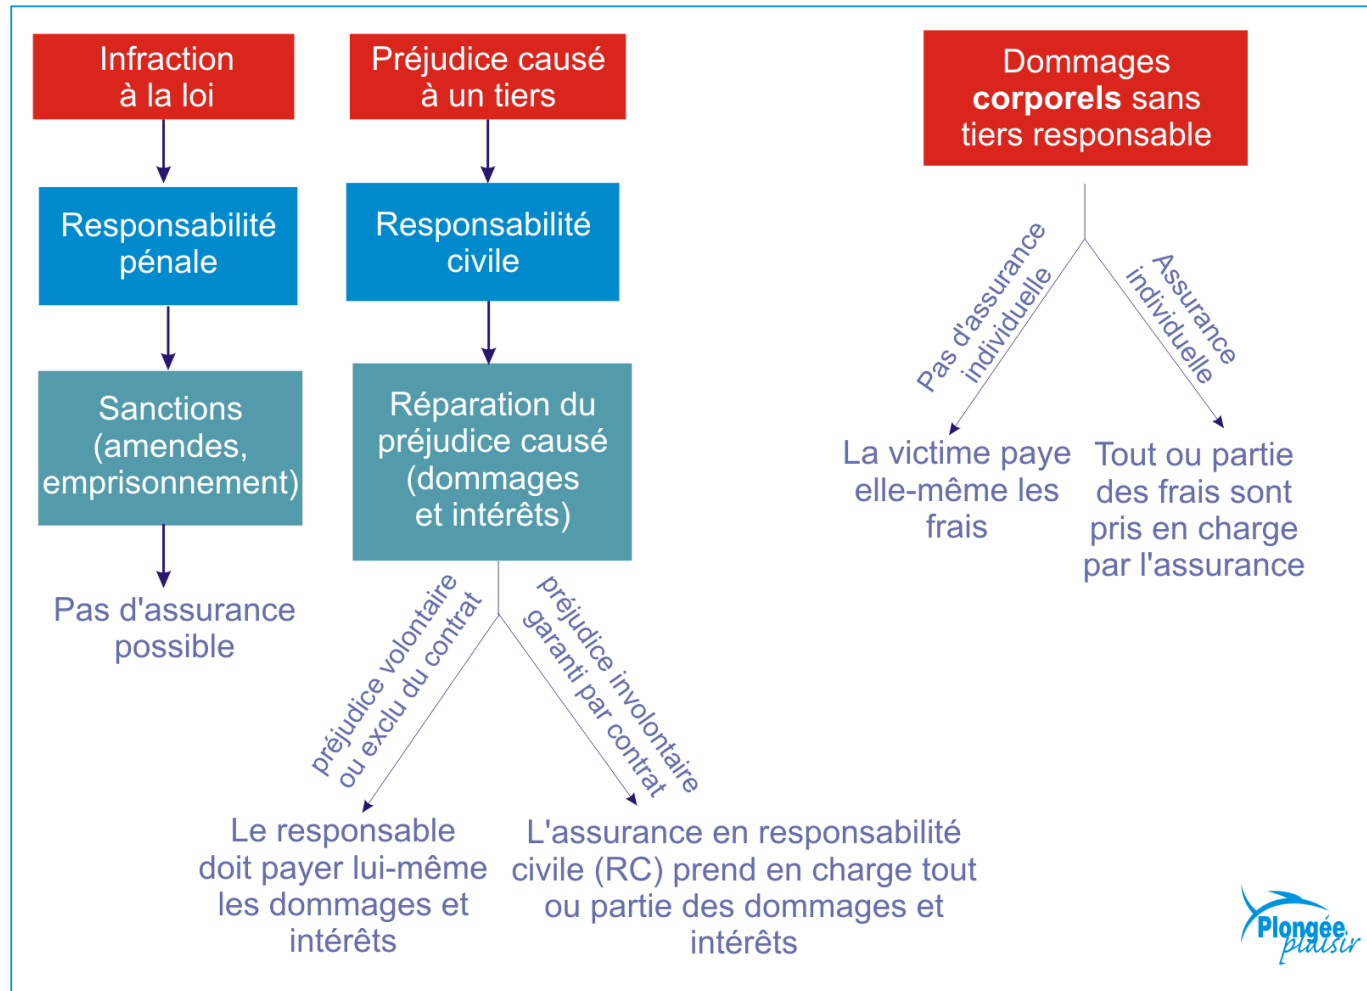 Infraction
à la loi
Responsabilité
pénale
Sanctions
(amendes,
emprisonnement)
Pas d'assurance
possible
Préjudice causé
à un tiers
Responsabilité
civile
Réparation du
préjudice causé
(dommages
et intérêts)
préjudice volontaire
ou exclu du contrat
Le responsable
doit payer lui-même
les dommages et
intérêts
préjudice involontaire
garanti par contrat
L'assurance en responsabilité
civile (RC) prend en charge tout
ou partie des dommages et
intérêts
Dommages
corporels sans
tiers responsable
Pas d'assurance
individuelle
La victime paye
elle-même les
frais
Assurance
individuelle
Tout ou partie
des frais sont
pris en charge
par l'assurance
Plongée
plaisir